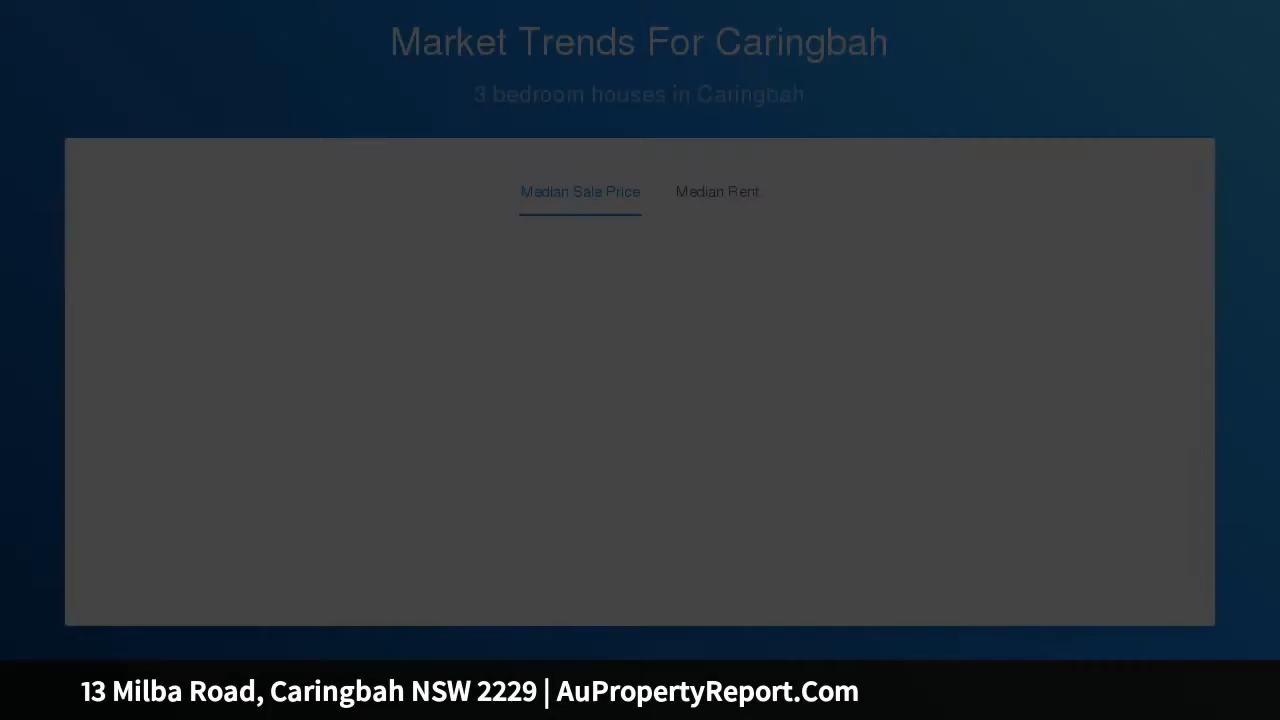 Market Trends For Caringbah
3 bedroom houses in Caringbah
Median Sale Price Median Rent
13 Milba Road, Caringbah NSW 2229 | AuPropertyReport.Com